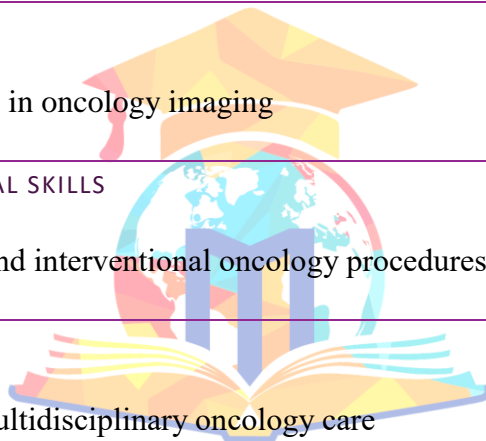 in oncology imaging
AL SKILLS
nd interventional oncology procedures
ultidisciplinary oncology care